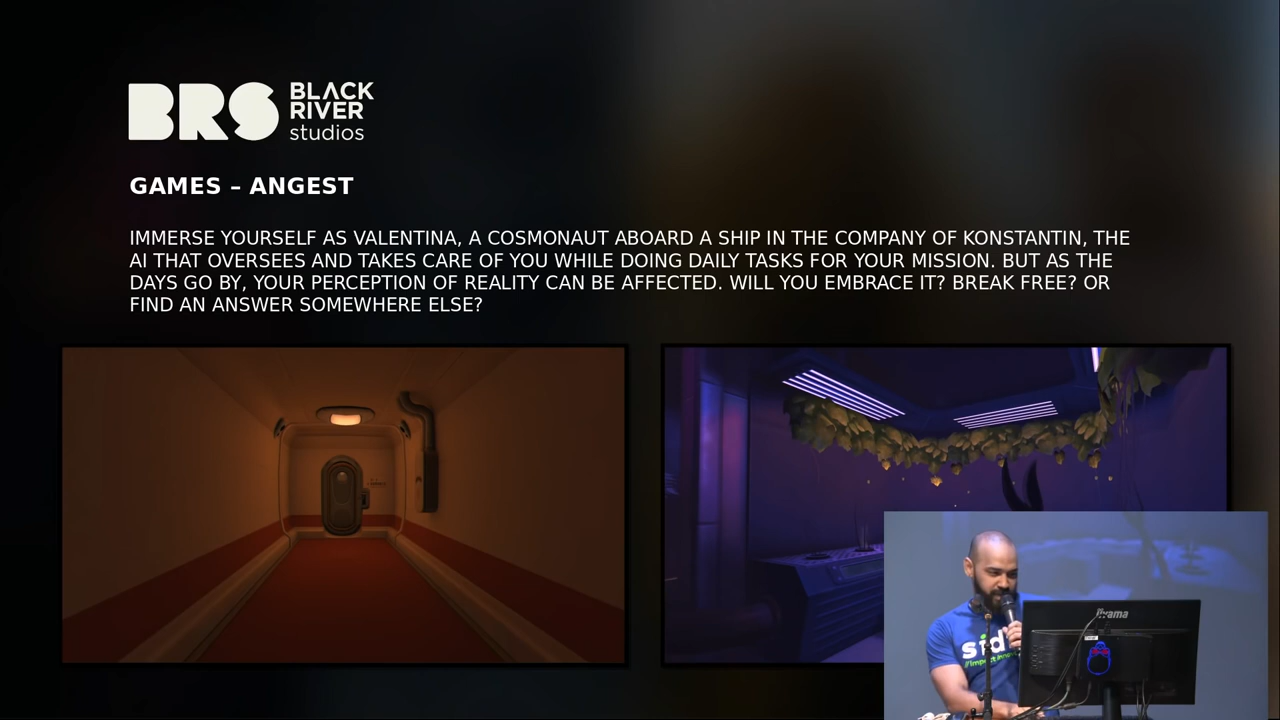 BRS BLACK
RIVER
studios
GAMES – ANGEST
IMMERSE YOURSELF AS VALENTINA, A COSMONAUT ABOARD A SHIP IN THE COMPANY OF KONSTANTIN, THE
AI THAT OVERSEES AND TAKES CARE OF YOU WHILE DOING DAILY TASKS FOR YOUR MISSION. BUT AS THE
DAYS GO BY, YOUR PERCEPTION OF REALITY CAN BE AFFECTED. WILL YOU EMBRACE IT? BREAK FREE? OR
FIND AN ANSWER SOMEWHERE ELSE?
iiyama
sid